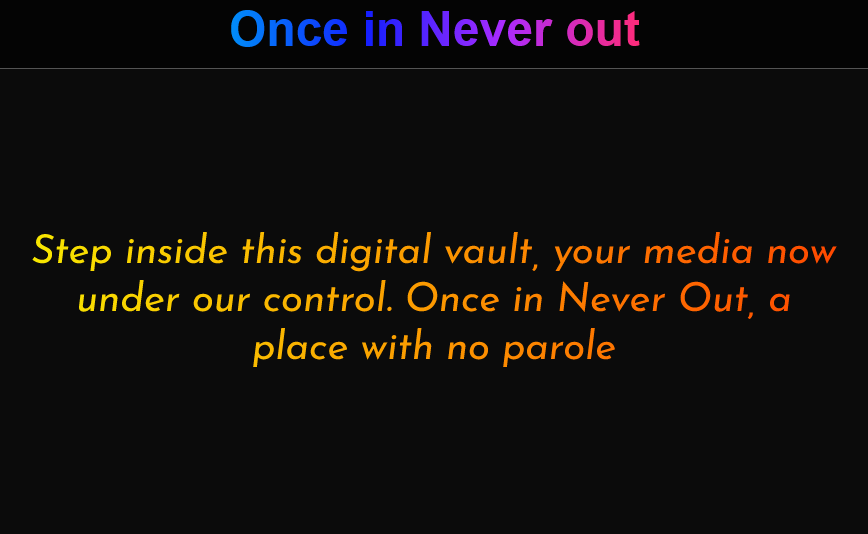 Once in Never out
Step inside this digital vault, your media now
under our control. Once in Never Out, a
place with no parole